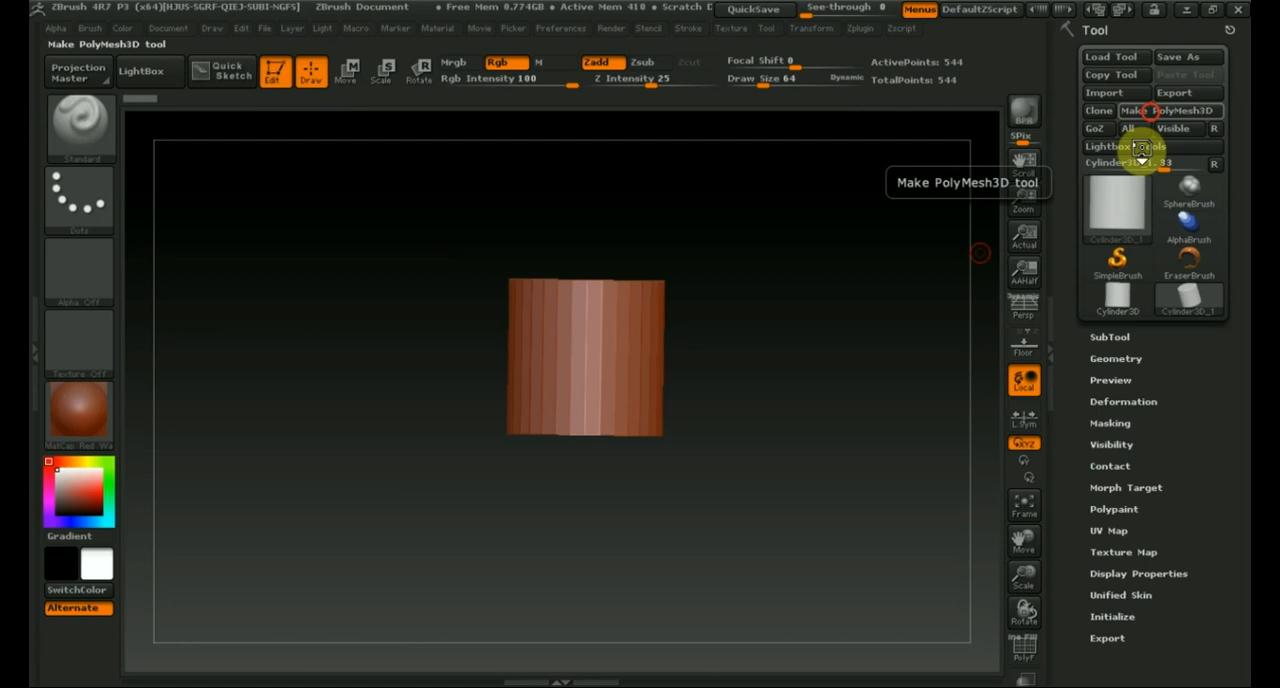 ZBrush 4R7 P3 (x64)[HJUS-SGRF-QIEJ-SUBI-NGFS] ZBrush Document • Free Mem 0.774GB • Active Mem 410 • Scratch D QuickSave See-through 0 Menus DefaultZScript
Alpha Brush Color Document Draw Edit File Layer Light Macro Marker Material Movie Picker Preferences Render Stencil Stroke Texture Tool Transform Zplugin Zscript
Make PolyMesh3D tool
Projection Master
LightBox
Quick Sketch
Edit
Draw
Move
Scale
Rotate
Mrgb Rgb M
Rgb Intensity 100
Zadd Zsub Zcut
Z Intensity 25
Focal Shift 0
Draw Size 64 Dynamic
ActivePoints: 544
TotalPoints: 544
Standard
Dots
Alpha Off
Texture Off
MatCap Red Wa
Gradient
SwitchColor
Alternate
Make PolyMesh3D tool
BPR
SPix
Scroll
Zoom
Actual
AAHalf
Dynamic
Persp
Floor
Local
L.Sym
XYZ
Frame
Move
Scale
Rotate
Line Fill
PolyF
Tool
Load Tool Save As
Copy Tool Paste Tool
Import Export
Clone Make PolyMesh3D
GoZ All Visible R
R
Cylinder3D_1
SphereBrush
AlphaBrush
SimpleBrush
EraserBrush
Cylinder3D
Cylinder3D_1
SubTool
Geometry
Preview
Deformation
Masking
Visibility
Contact
Morph Target
Polypaint
UV Map
Texture Map
Display Properties
Unified Skin
Initialize
Export